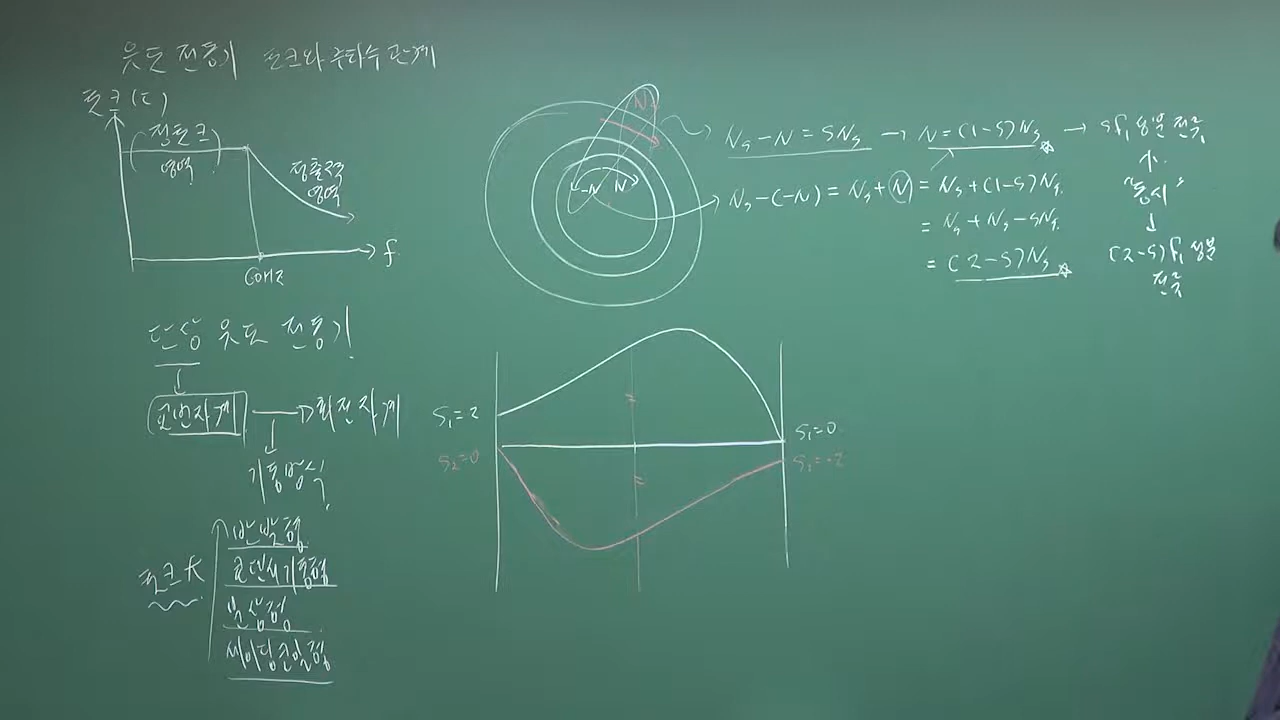 유도 전동기 토크와 주파수 관계
토크(τ)
정토크
영역
정출력
영역
f
60Hz
단상 유도 전동기!
교번자계 → 회전자계
기동방식
토크大
반발형
콘덴서기동형
분상형
세이딩코일형
N
-N N
Ns-N=SNs → N=(1-S)Ns → sf₁ 성분 전류
Ns-(-N)=Ns+N=Ns+(1-S)Ns
=Ns+Ns-SNs
=(2-S)Ns
"동시"
(2-S)f₁ 성분
전류
S₁=2
S₁=0
S₂=0
S₂=2